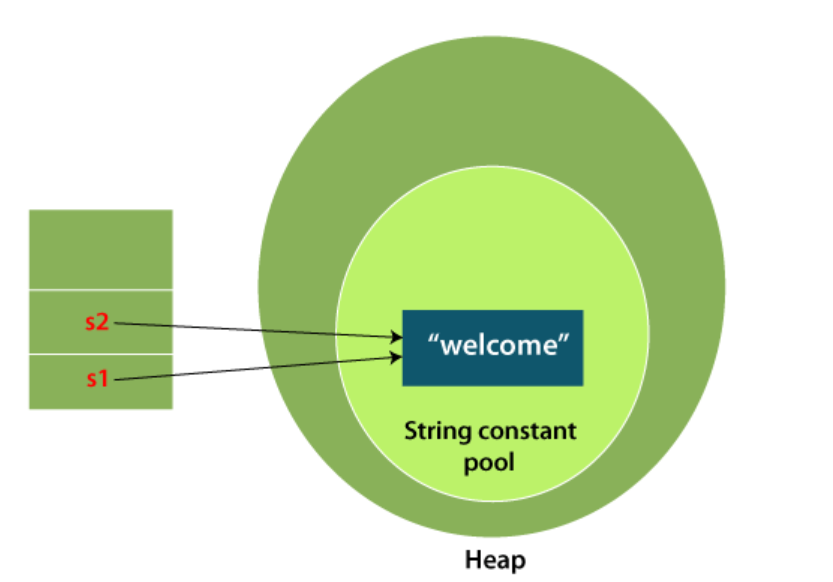 s2
s1
“welcome”
String constant
pool
Heap